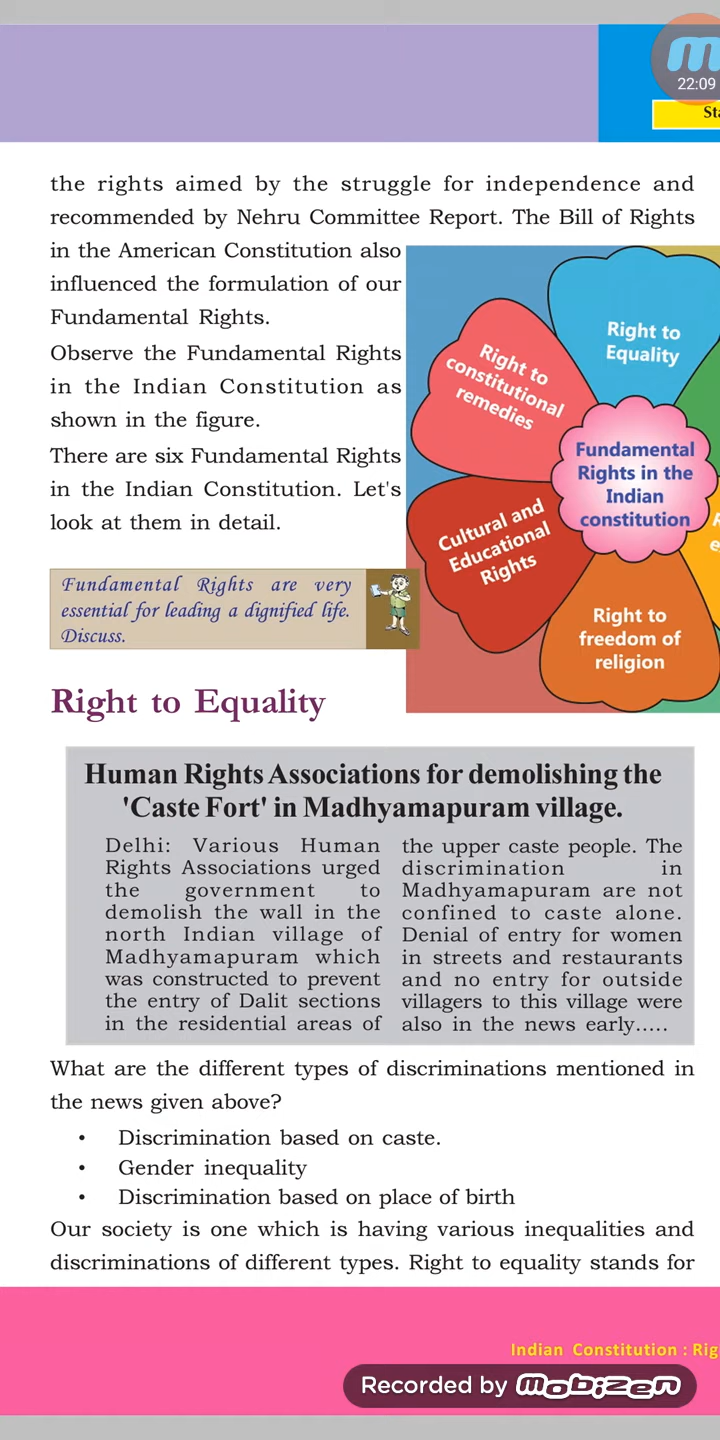 22:09
Sta
the rights aimed by the struggle for independence and
recommended by Nehru Committee Report. The Bill of Rights
in the American Constitution also
influenced the formulation of our
Fundamental Rights.
Observe the Fundamental Rights
in the Indian Constitution as
shown in the figure.
There are six Fundamental Rights
in the Indian Constitution. Let's
look at them in detail.
Right to
Equality
Right to
constitutional
remedies
Fundamental
Rights in the
Indian
constitution
Cultural and
Educational
Rights
R
e
Right to
freedom of
religion
Fundamental Rights are very
essential for leading a dignified life.
Discuss.
Right to Equality
Human Rights Associations for demolishing the
'Caste Fort' in Madhyamapuram village.
Delhi: Various Human
Rights Associations urged
the government to
demolish the wall in the
north Indian village of
Madhyamapuram which
was constructed to prevent
the entry of Dalit sections
in the residential areas of
the upper caste people. The
discrimination in
Madhyamapuram are not
confined to caste alone.
Denial of entry for women
in streets and restaurants
and no entry for outside
villagers to this village were
also in the news early.....
What are the different types of discriminations mentioned in
the news given above?
• Discrimination based on caste.
• Gender inequality
• Discrimination based on place of birth
Our society is one which is having various inequalities and
discriminations of different types. Right to equality stands for
Indian Constitution : Rig
Recorded by mobizen